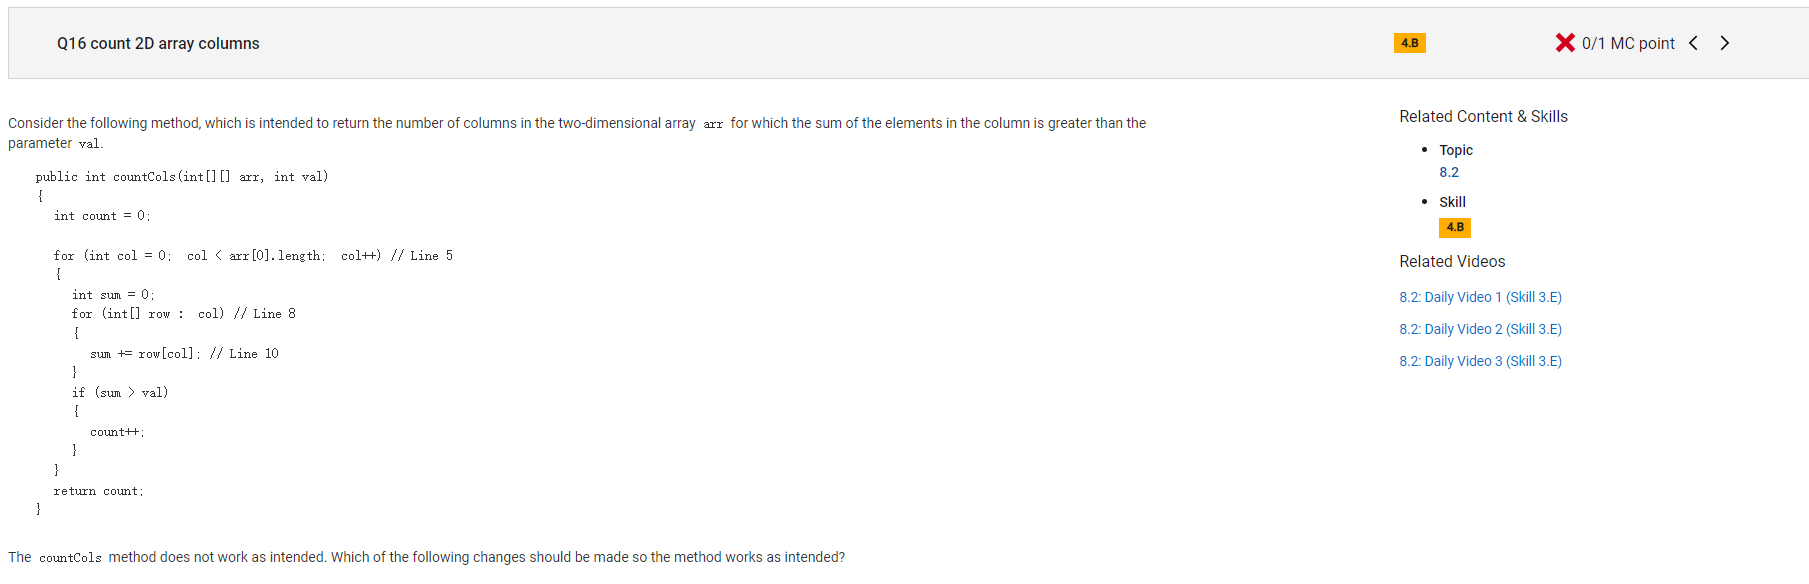 Q16 count 2D array columns
4.B
0/1 MC point
Consider the following method, which is intended to return the number of columns in the two-dimensional array arr for which the sum of the elements in the column is greater than the
parameter val.
public int countCols(int[][] arr, int val)
{
int count = 0;
for (int col = 0; col < arr[0].length; col++) // Line 5
{
int sum = 0;
for (int[] row : col) // Line 8
{
sum += row[col]; // Line 10
}
if (sum > val)
{
count++;
}
}
return count;
}
The countCols method does not work as intended. Which of the following changes should be made so the method works as intended?
Related Content & Skills
Topic
8.2
Skill
4.B
Related Videos
8.2: Daily Video 1 (Skill 3.E)
8.2: Daily Video 2 (Skill 3.E)
8.2: Daily Video 3 (Skill 3.E)